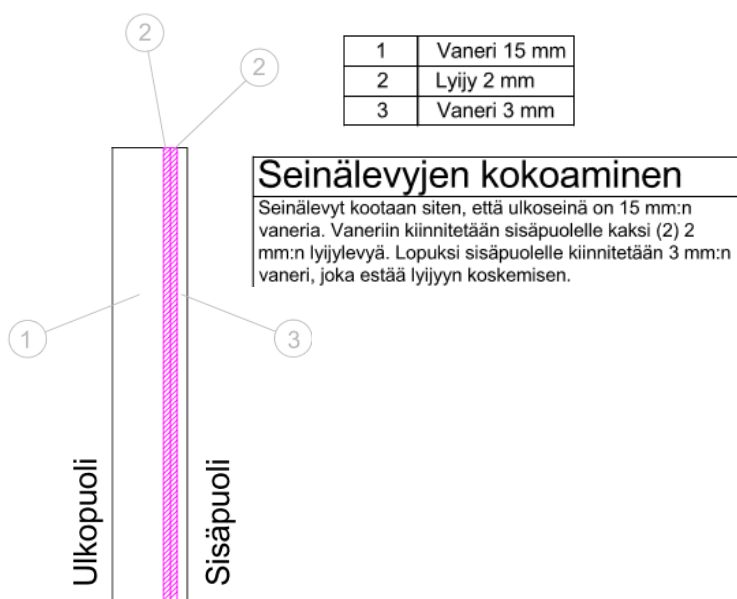 2
2
1 Vaneri 15 mm
2 Lyijy 2 mm
3 Vaneri 3 mm
Seinälevyjen kokoaminen
Seinälevyt kootaan siten, että ulkoseinä on 15 mm:n
vaneria. Vaneriin kiinnitetään sisäpuolelle kaksi (2) 2
mm:n lyijylevyä. Lopuksi sisäpuolelle kiinnitetään 3 mm:n
vaneri, joka estää lyijyyn koskemisen.
1
3
Ulkopuoli
Sisäpuoli